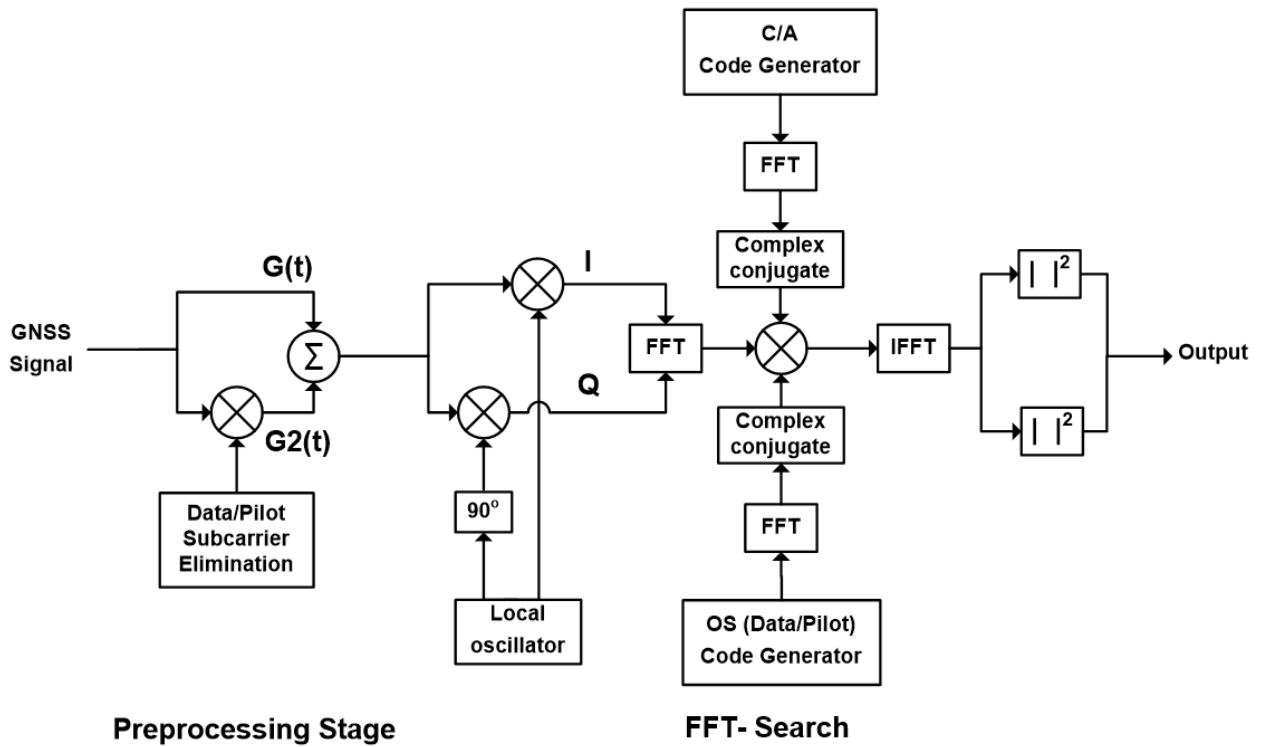 C/A
Code Generator
FFT
Complex
conjugate
G(t)
I
| |²
GNSS
Signal
Σ
FFT
IFFT
Output
Q
G2(t)
Complex
conjugate
| |²
Data/Pilot
Subcarrier
Elimination
90°
FFT
Local
oscillator
OS (Data/Pilot)
Code Generator
Preprocessing Stage
FFT- Search